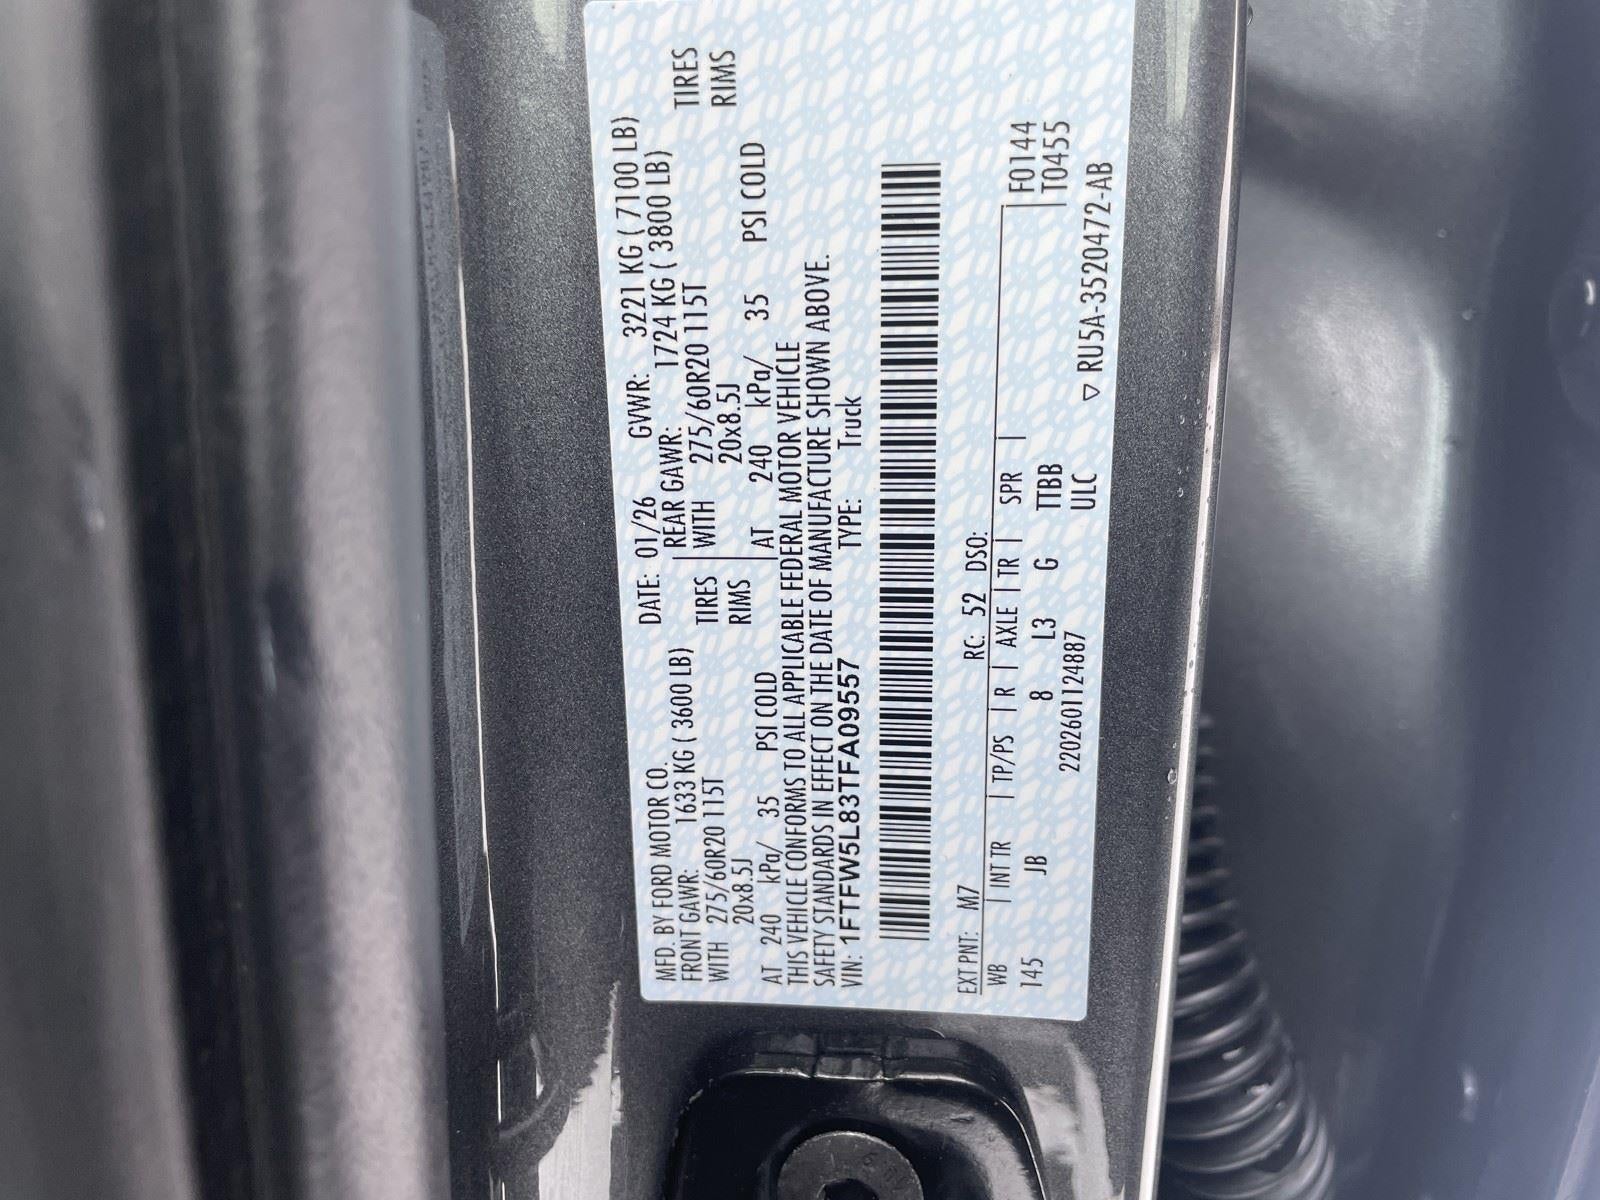 MFD. BY FORD MOTOR CO. DATE: 01/26 GVWR: 3221 KG ( 7100 LB)
FRONT GAWR: 1633 KG ( 3600 LB) REAR GAWR: 1724 KG ( 3800 LB)
WITH 275/60R20 115T TIRES WITH 275/60R20 115T TIRES
20x8.5J RIMS 20x8.5J RIMS
AT 240 kPa/ 35 PSI COLD AT 240 kPa/ 35 PSI COLD
THIS VEHICLE CONFORMS TO ALL APPLICABLE FEDERAL MOTOR VEHICLE
SAFETY STANDARDS IN EFFECT ON THE DATE OF MANUFACTURE SHOWN ABOVE.
VIN: 1FTFW5L83TFA09557 TYPE: Truck
EXT PNT: M7 RC: 52 DSO:
WB INT TR TP/PS R AXLE TR SPR F0144
145 JB 8 L3 G TTBB T0455
2202601124887 ULC
▽ RU5A-3520472-AB